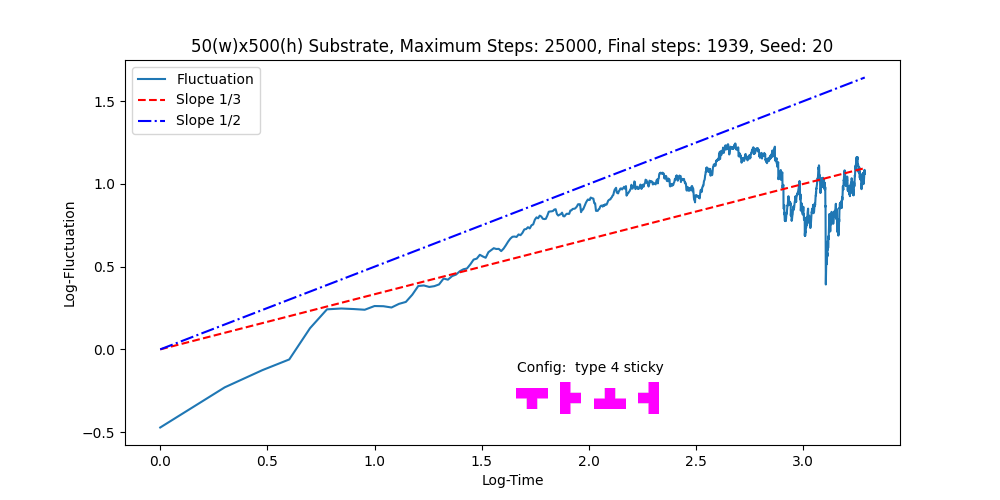 50(w)x500(h) Substrate, Maximum Steps: 25000, Final steps: 1939, Seed: 20
Fluctuation
Slope 1/3
Slope 1/2
Log-Fluctuation
1.5
1.0
0.5
0.0
−0.5
Config:  type 4 sticky
0.0 0.5 1.0 1.5 2.0 2.5 3.0
Log-Time